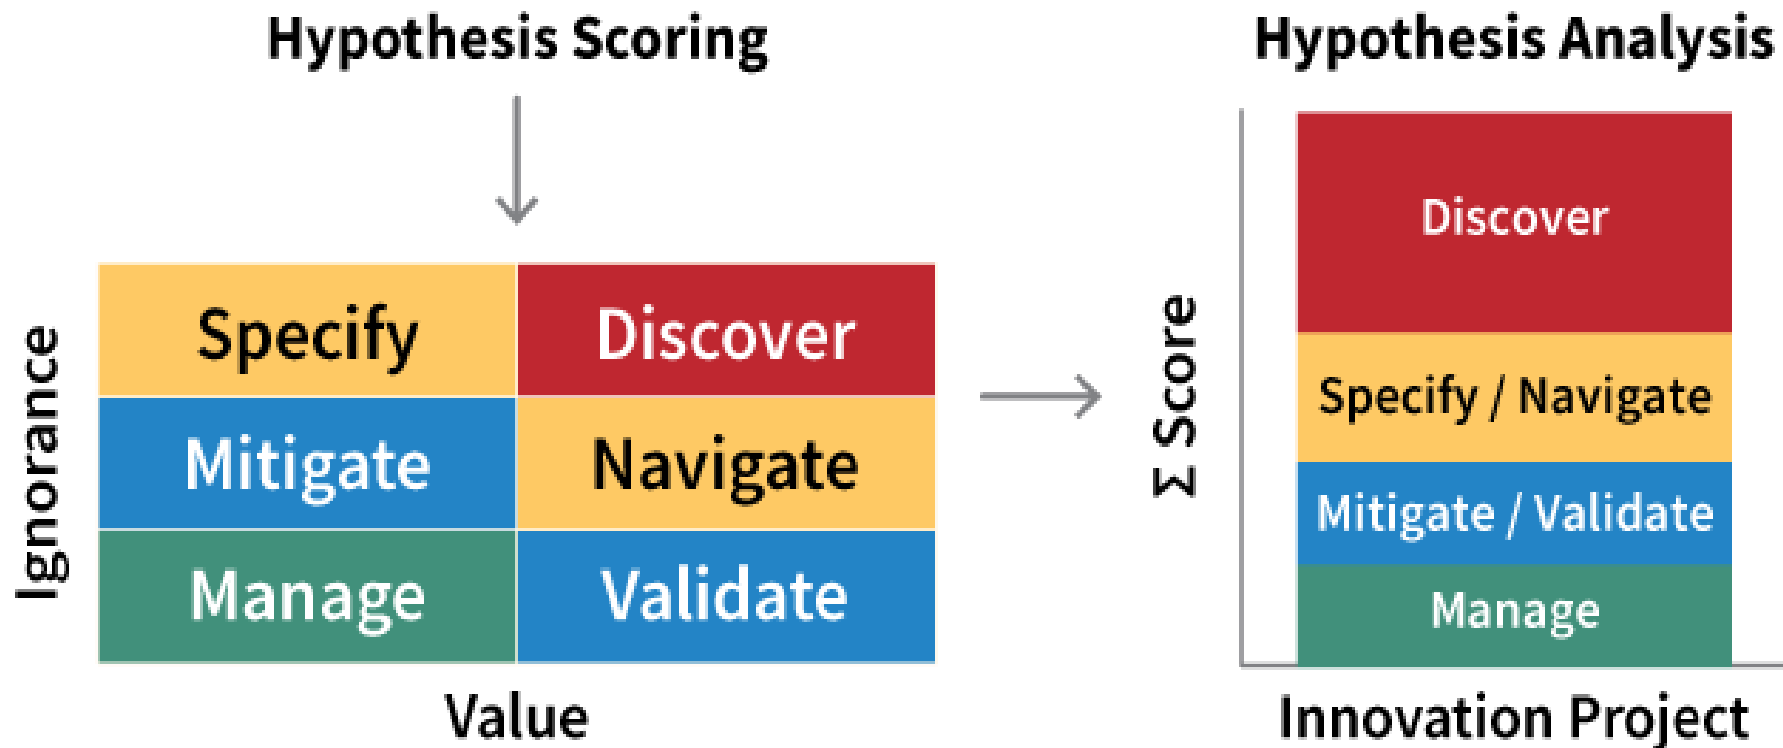 Hypothesis Scoring
Ignorance
Specify
Discover
Mitigate
Navigate
Manage
Validate
Value
Hypothesis Analysis
Σ Score
Discover
Specify / Navigate
Mitigate / Validate
Manage
Innovation Project